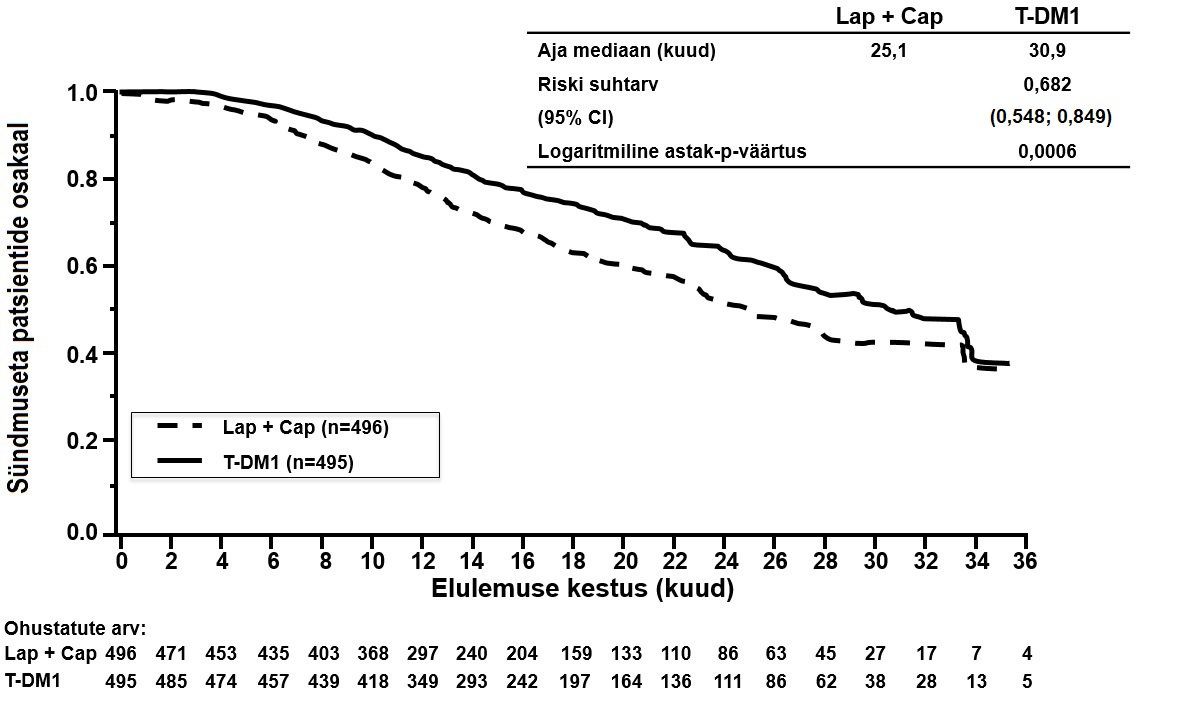 Lap + Cap T-DM1
Aja mediaan (kuud) 25,1 30,9
Riski suhtarv 0,682
(95% CI) (0,548; 0,849)
Logaritmiline astak-p-väärtus 0,0006
Sündmuseta patsientide osakaal
1.0
0.8
0.6
0.4
0.2
0.0
Lap + Cap (n=496)
T-DM1 (n=495)
0 2 4 6 8 10 12 14 16 18 20 22 24 26 28 30 32 34 36
Elulemuse kestus (kuud)
Ohustatute arv:
Lap + Cap 496 471 453 435 403 368 297 240 204 159 133 110 86 63 45 27 17 7 4
T-DM1 495 485 474 457 439 418 349 293 242 197 164 136 111 86 62 38 28 13 5